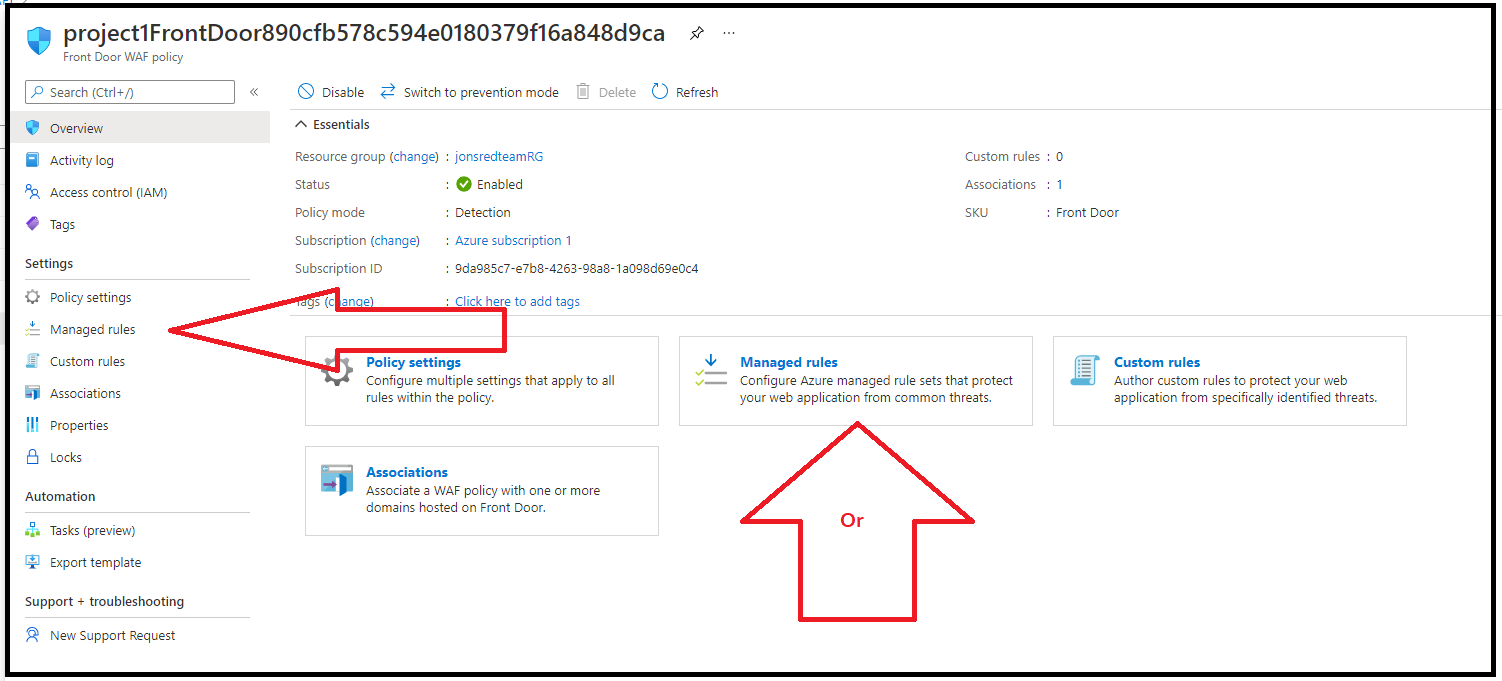 project1FrontDoor890cfb578c594e0180379f16a848d9ca ...
Front Door WAF policy
Search (Ctrl+/) «
Disable Switch to prevention mode Delete Refresh
Overview
Activity log
Access control (IAM)
Tags
Settings
Policy settings
Managed rules
Custom rules
Associations
Properties
Locks
Automation
Tasks (preview)
Export template
Support + troubleshooting
New Support Request
Essentials
Resource group (change) : jonsredteamRG
Status : Enabled
Policy mode : Detection
Subscription (change) : Azure subscription 1
Subscription ID : 9da985c7-e7b8-4263-98a8-1a098d69e0c4
Tags (change) : Click here to add tags
Custom rules : 0
Associations : 1
SKU : Front Door
Policy settings
Configure multiple settings that apply to all
rules within the policy.
Managed rules
Configure Azure managed rule sets that protect
your web application from common threats.
Custom rules
Author custom rules to protect your web
application from specifically identified threats.
Associations
Associate a WAF policy with one or more
domains hosted on Front Door.
Or